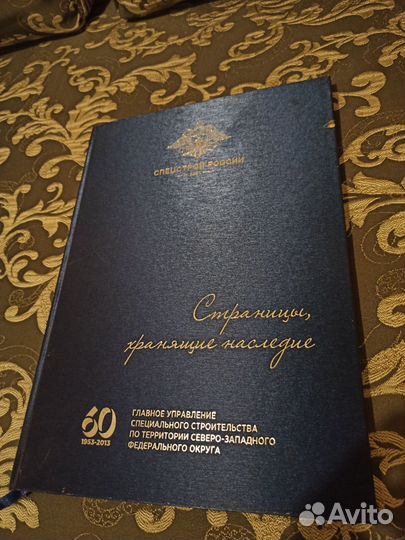 СПЕЦСТРОЙ РОССИИ
Страницы,
хранящие наследие
60
1953-2013
ГЛАВНОЕ УПРАВЛЕНИЕ
СПЕЦИАЛЬНОГО СТРОИТЕЛЬСТВА
ПО ТЕРРИТОРИИ СЕВЕРО-ЗАПАДНОГО
ФЕДЕРАЛЬНОГО ОКРУГА
Avito